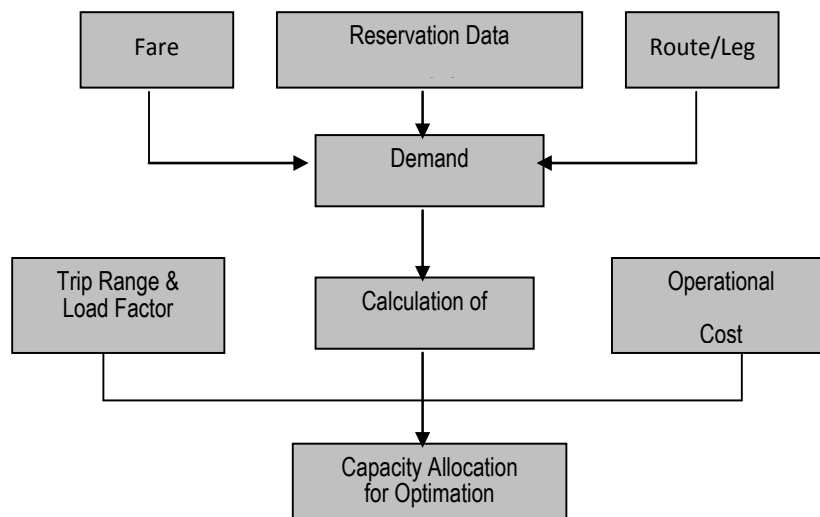 Fare
Reservation Data
Route/Leg
Demand
Trip Range &
Load Factor
Calculation of
Operational
Cost
Capacity Allocation
for Optimation